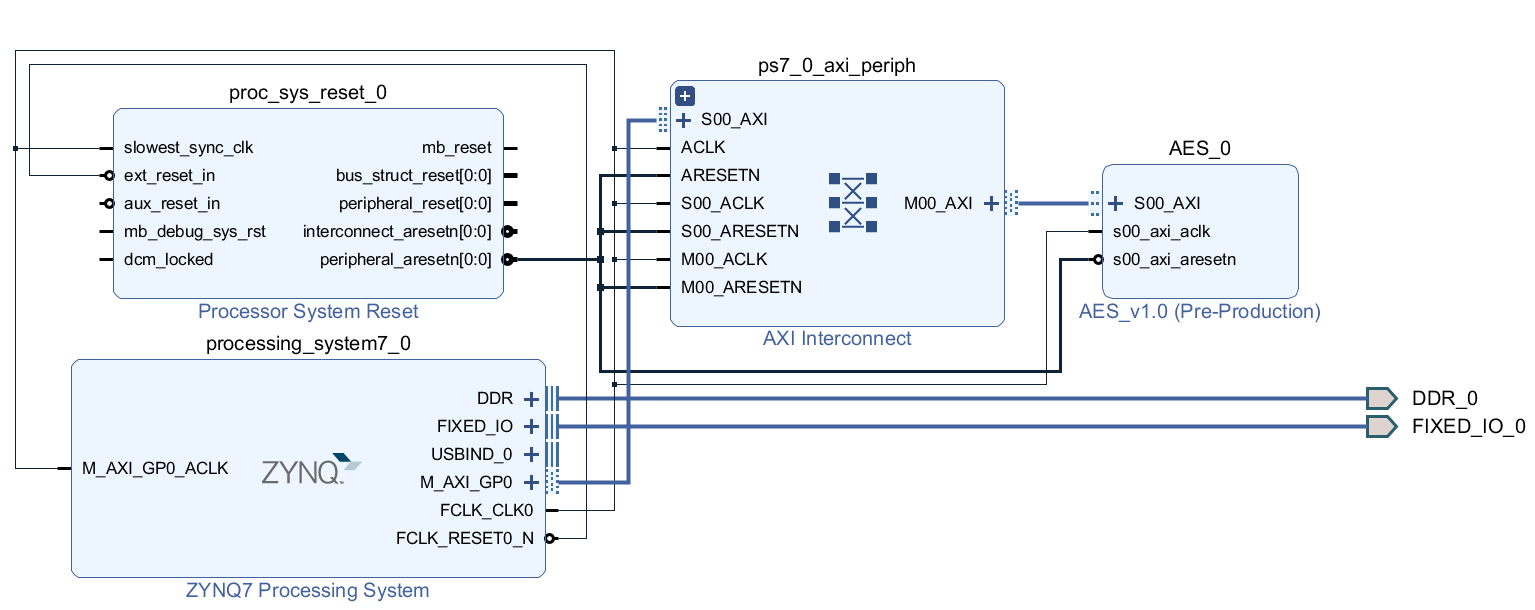 proc_sys_reset_0
slowest_sync_clk
ext_reset_in
aux_reset_in
mb_debug_sys_rst
dcm_locked
mb_reset
bus_struct_reset[0:0]
peripheral_reset[0:0]
interconnect_aresetn[0:0]
peripheral_aresetn[0:0]
Processor System Reset
ps7_0_axi_periph
S00_AXI
ACLK
ARESETN
S00_ACLK
S00_ARESETN
M00_ACLK
M00_ARESETN
M00_AXI
AXI Interconnect
AES_0
S00_AXI
s00_axi_aclk
s00_axi_aresetn
AES_v1.0 (Pre-Production)
processing_system7_0
M_AXI_GP0_ACLK
ZYNQ
DDR
FIXED_IO
USBIND_0
M_AXI_GP0
FCLK_CLK0
FCLK_RESET0_N
ZYNQ7 Processing System
DDR_0
FIXED_IO_0